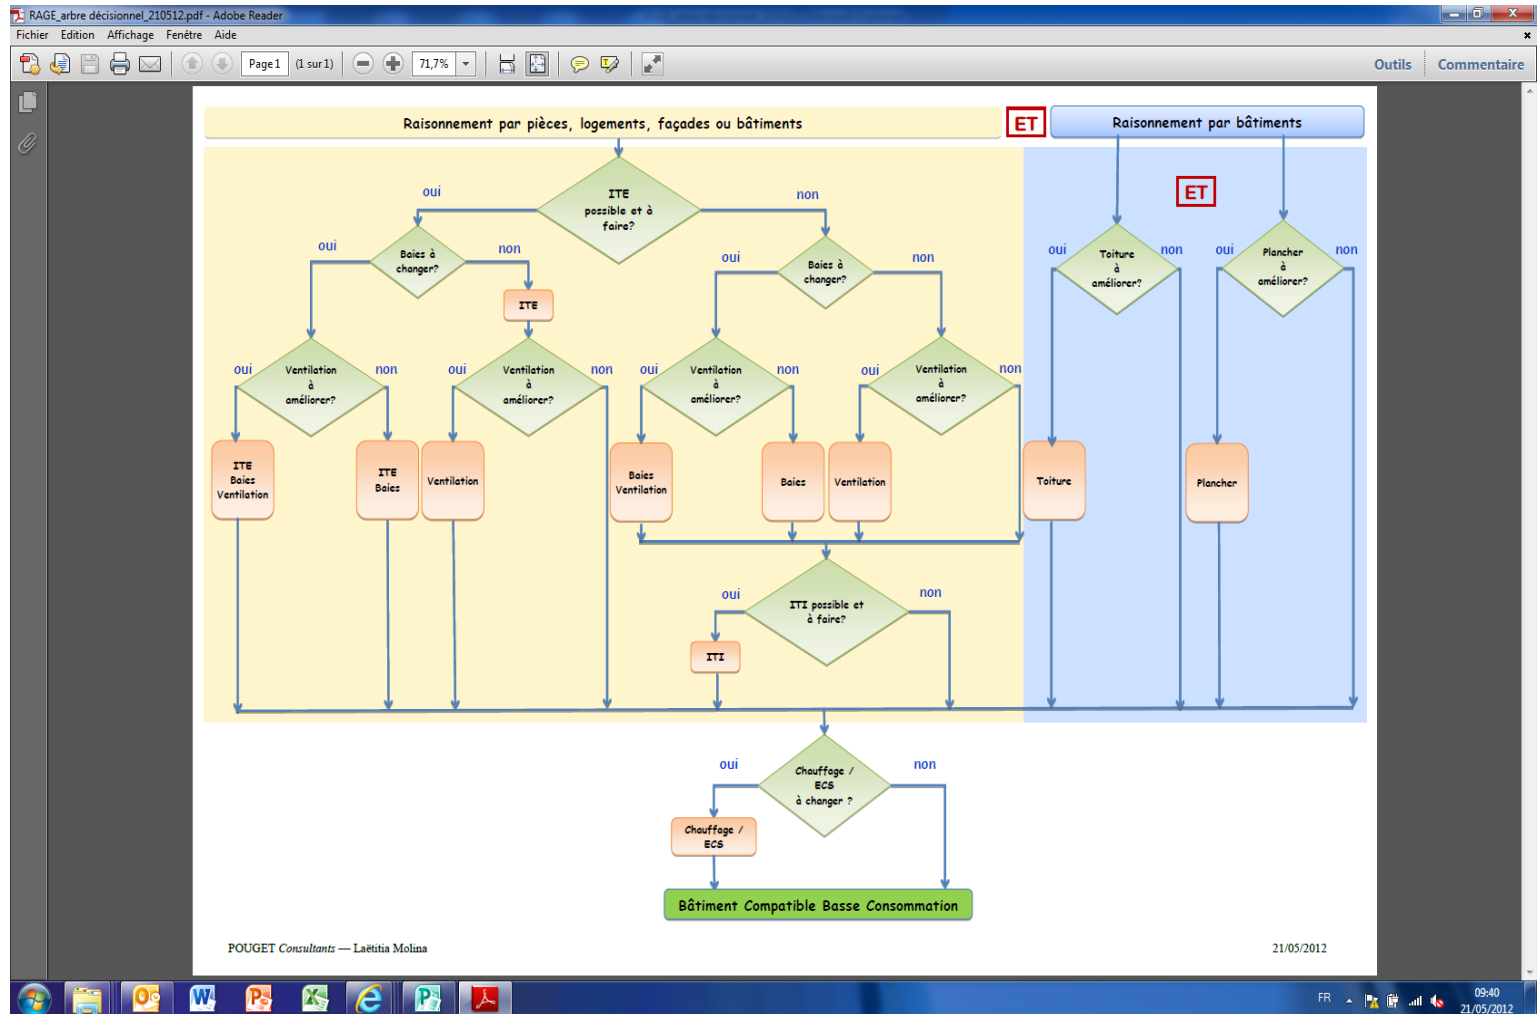 RAGE_arbre décisionnel_210512.pdf - Adobe Reader
Fichier Edition Affichage Fenêtre Aide
Page 1 (1 sur 1) 71,7% Outils Commentaire
Raisonnement par pièces, logements, façades ou bâtiments
ET
Raisonnement par bâtiments
ET
oui
ITE
possible et à
faire?
non
oui
Baies à
changer?
non
oui
Baies à
changer?
non
oui
Toiture
à
améliorer?
non
oui
Plancher
à
améliorer?
non
ITE
oui
Ventilation
à
améliorer?
non
oui
Ventilation
à
améliorer?
non
oui
Ventilation
à
améliorer?
non
oui
Ventilation
à
améliorer?
non
ITE
Baies
Ventilation
ITE
Baies
Ventilation
Baies
Ventilation
Baies
Ventilation
Toiture
Plancher
oui
ITI possible et
à faire?
non
ITI
oui
Chauffage /
ECS
à changer ?
non
Chauffage /
ECS
Bâtiment Compatible Basse Consommation
POUGET Consultants — Laëtitia Molina
21/05/2012
FR
09:40
21/05/2012